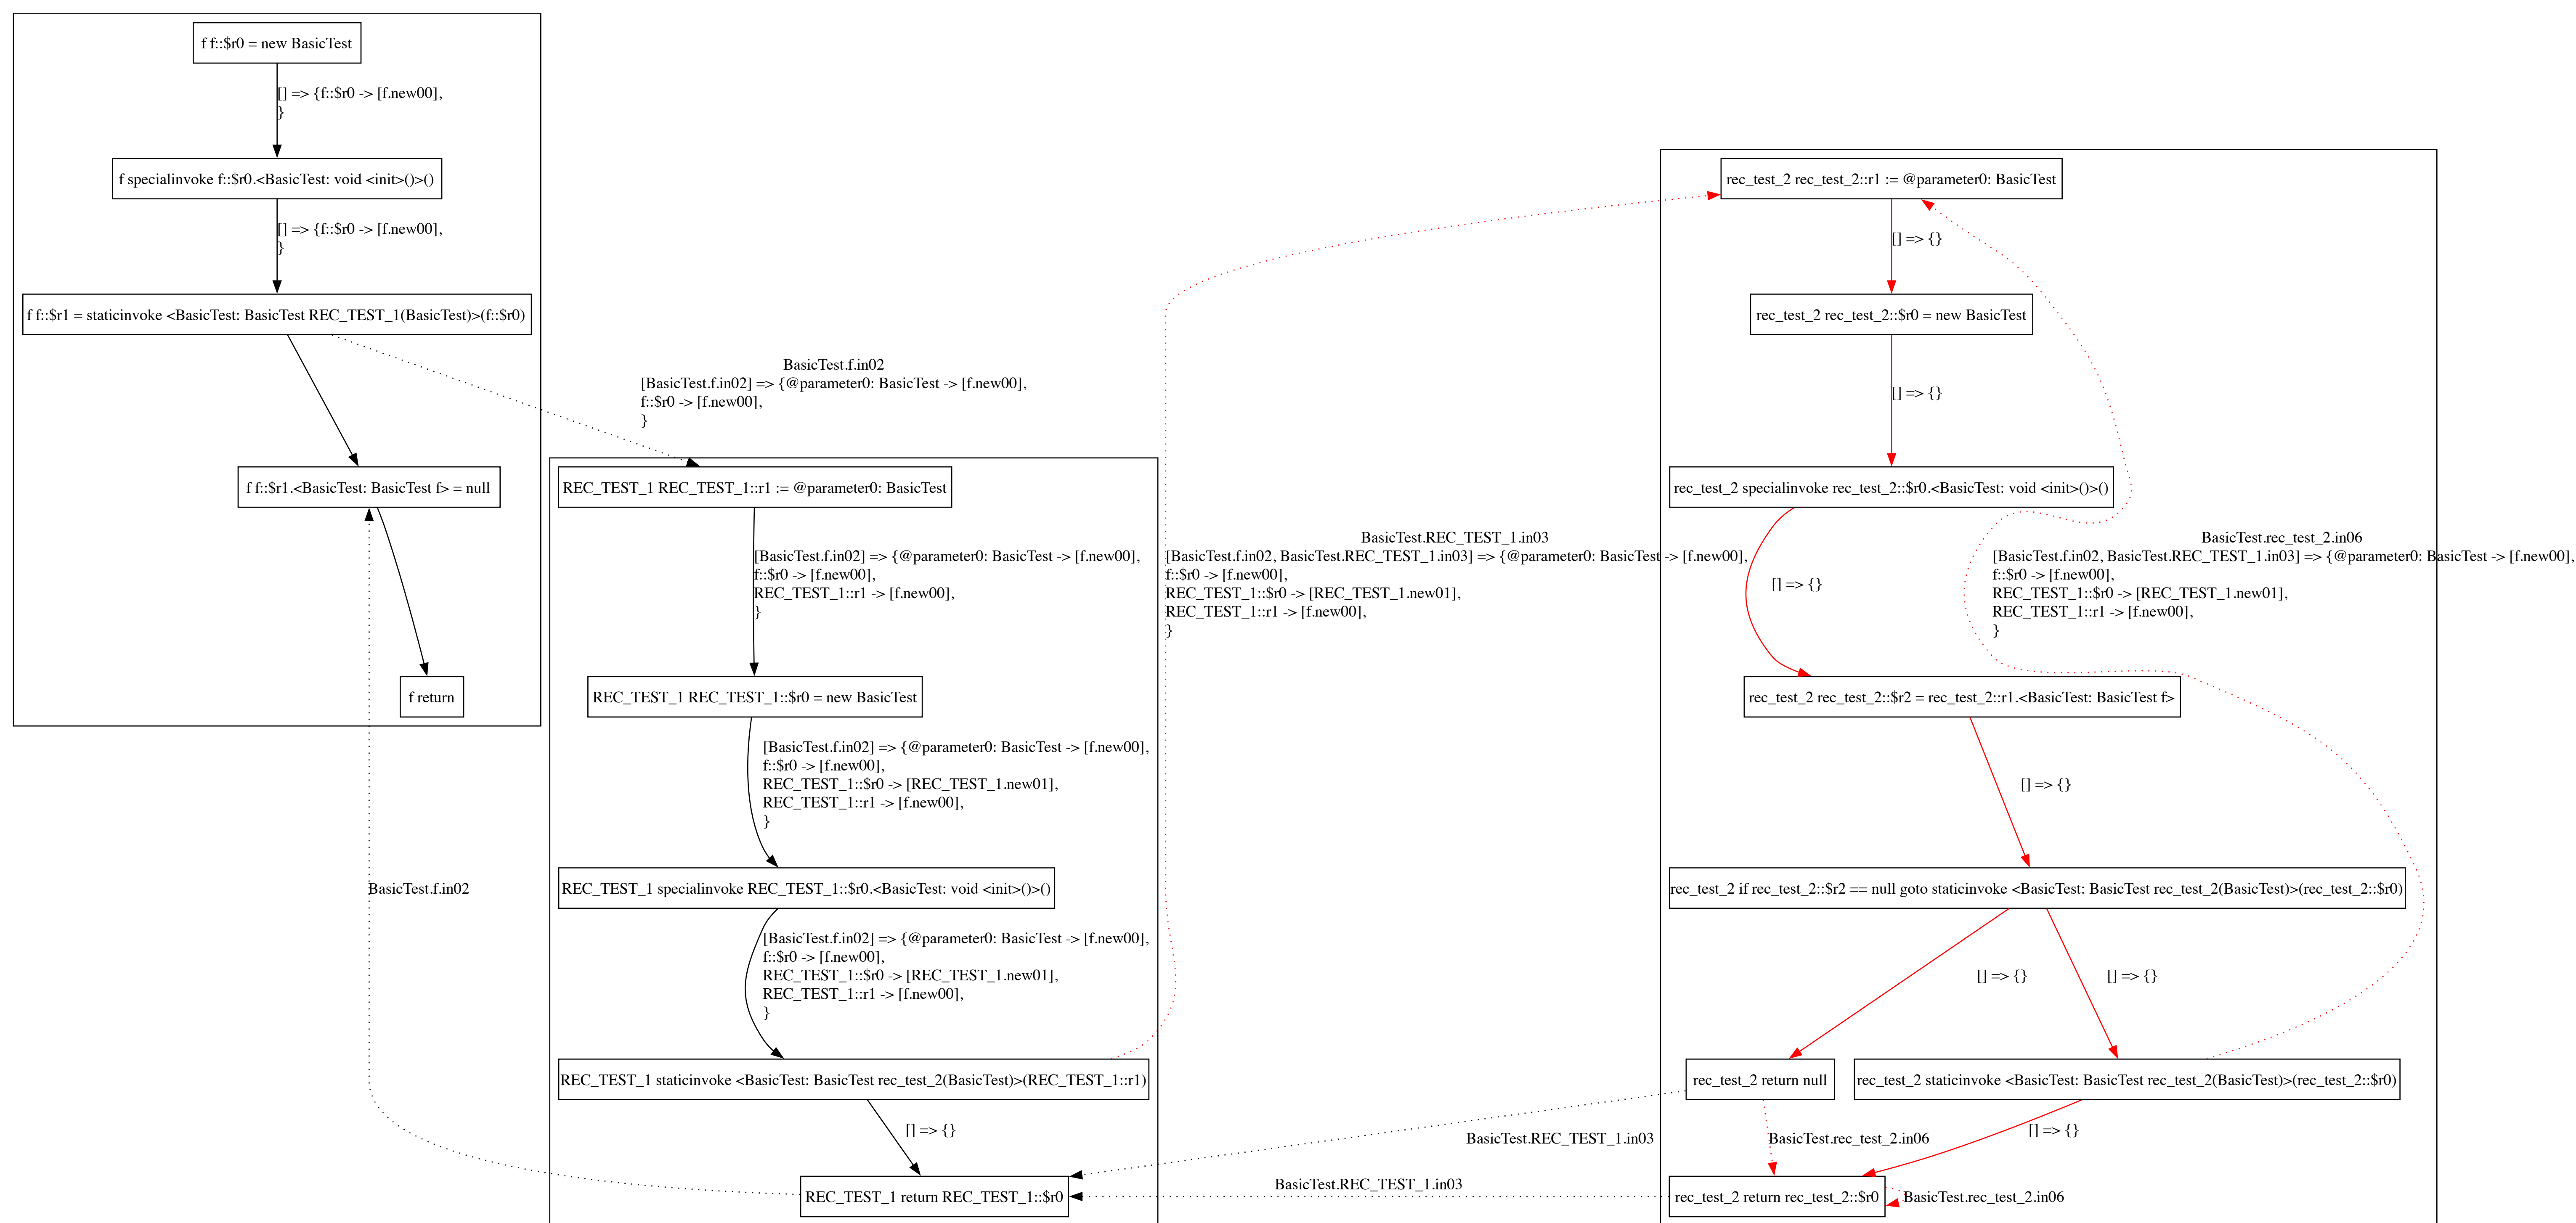 f f::$r0 = new BasicTest
[] => {f::$r0 -> [f.new00],
}
f specialinvoke f::$r0.<BasicTest: void <init>()>()
[] => {f::$r0 -> [f.new00],
}
f f::$r1 = staticinvoke <BasicTest: BasicTest REC_TEST_1(BasicTest)>(f::$r0)
f f::$r1.<BasicTest: BasicTest f> = null
f return
BasicTest.f.in02
BasicTest.f.in02
[BasicTest.f.in02] => {@parameter0: BasicTest -> [f.new00],
f::$r0 -> [f.new00],
}
REC_TEST_1 REC_TEST_1::r1 := @parameter0: BasicTest
[BasicTest.f.in02] => {@parameter0: BasicTest -> [f.new00],
f::$r0 -> [f.new00],
REC_TEST_1::r1 -> [f.new00],
}
REC_TEST_1 REC_TEST_1::$r0 = new BasicTest
[BasicTest.f.in02] => {@parameter0: BasicTest -> [f.new00],
f::$r0 -> [f.new00],
REC_TEST_1::$r0 -> [REC_TEST_1.new01],
REC_TEST_1::r1 -> [f.new00],
}
REC_TEST_1 specialinvoke REC_TEST_1::$r0.<BasicTest: void <init>()>()
[BasicTest.f.in02] => {@parameter0: BasicTest -> [f.new00],
f::$r0 -> [f.new00],
REC_TEST_1::$r0 -> [REC_TEST_1.new01],
REC_TEST_1::r1 -> [f.new00],
}
REC_TEST_1 staticinvoke <BasicTest: BasicTest rec_test_2(BasicTest)>(REC_TEST_1::r1)
[] => {}
REC_TEST_1 return REC_TEST_1::$r0
BasicTest.REC_TEST_1.in03
[BasicTest.f.in02, BasicTest.REC_TEST_1.in03] => {@parameter0: BasicTest -> [f.new00],
f::$r0 -> [f.new00],
REC_TEST_1::$r0 -> [REC_TEST_1.new01],
REC_TEST_1::r1 -> [f.new00],
}
BasicTest.REC_TEST_1.in03
BasicTest.REC_TEST_1.in03
rec_test_2 rec_test_2::r1 := @parameter0: BasicTest
[] => {}
rec_test_2 rec_test_2::$r0 = new BasicTest
[] => {}
rec_test_2 specialinvoke rec_test_2::$r0.<BasicTest: void <init>()>()
[] => {}
BasicTest.rec_test_2.in06
[BasicTest.f.in02, BasicTest.REC_TEST_1.in03] => {@parameter0: BasicTest -> [f.new00],
f::$r0 -> [f.new00],
REC_TEST_1::$r0 -> [REC_TEST_1.new01],
REC_TEST_1::r1 -> [f.new00],
}
rec_test_2 rec_test_2::$r2 = rec_test_2::r1.<BasicTest: BasicTest f>
[] => {}
rec_test_2 if rec_test_2::$r2 == null goto staticinvoke <BasicTest: BasicTest rec_test_2(BasicTest)>(rec_test_2::$r0)
[] => {}
[] => {}
rec_test_2 return null
rec_test_2 staticinvoke <BasicTest: BasicTest rec_test_2(BasicTest)>(rec_test_2::$r0)
BasicTest.rec_test_2.in06
[] => {}
rec_test_2 return rec_test_2::$r0
BasicTest.rec_test_2.in06